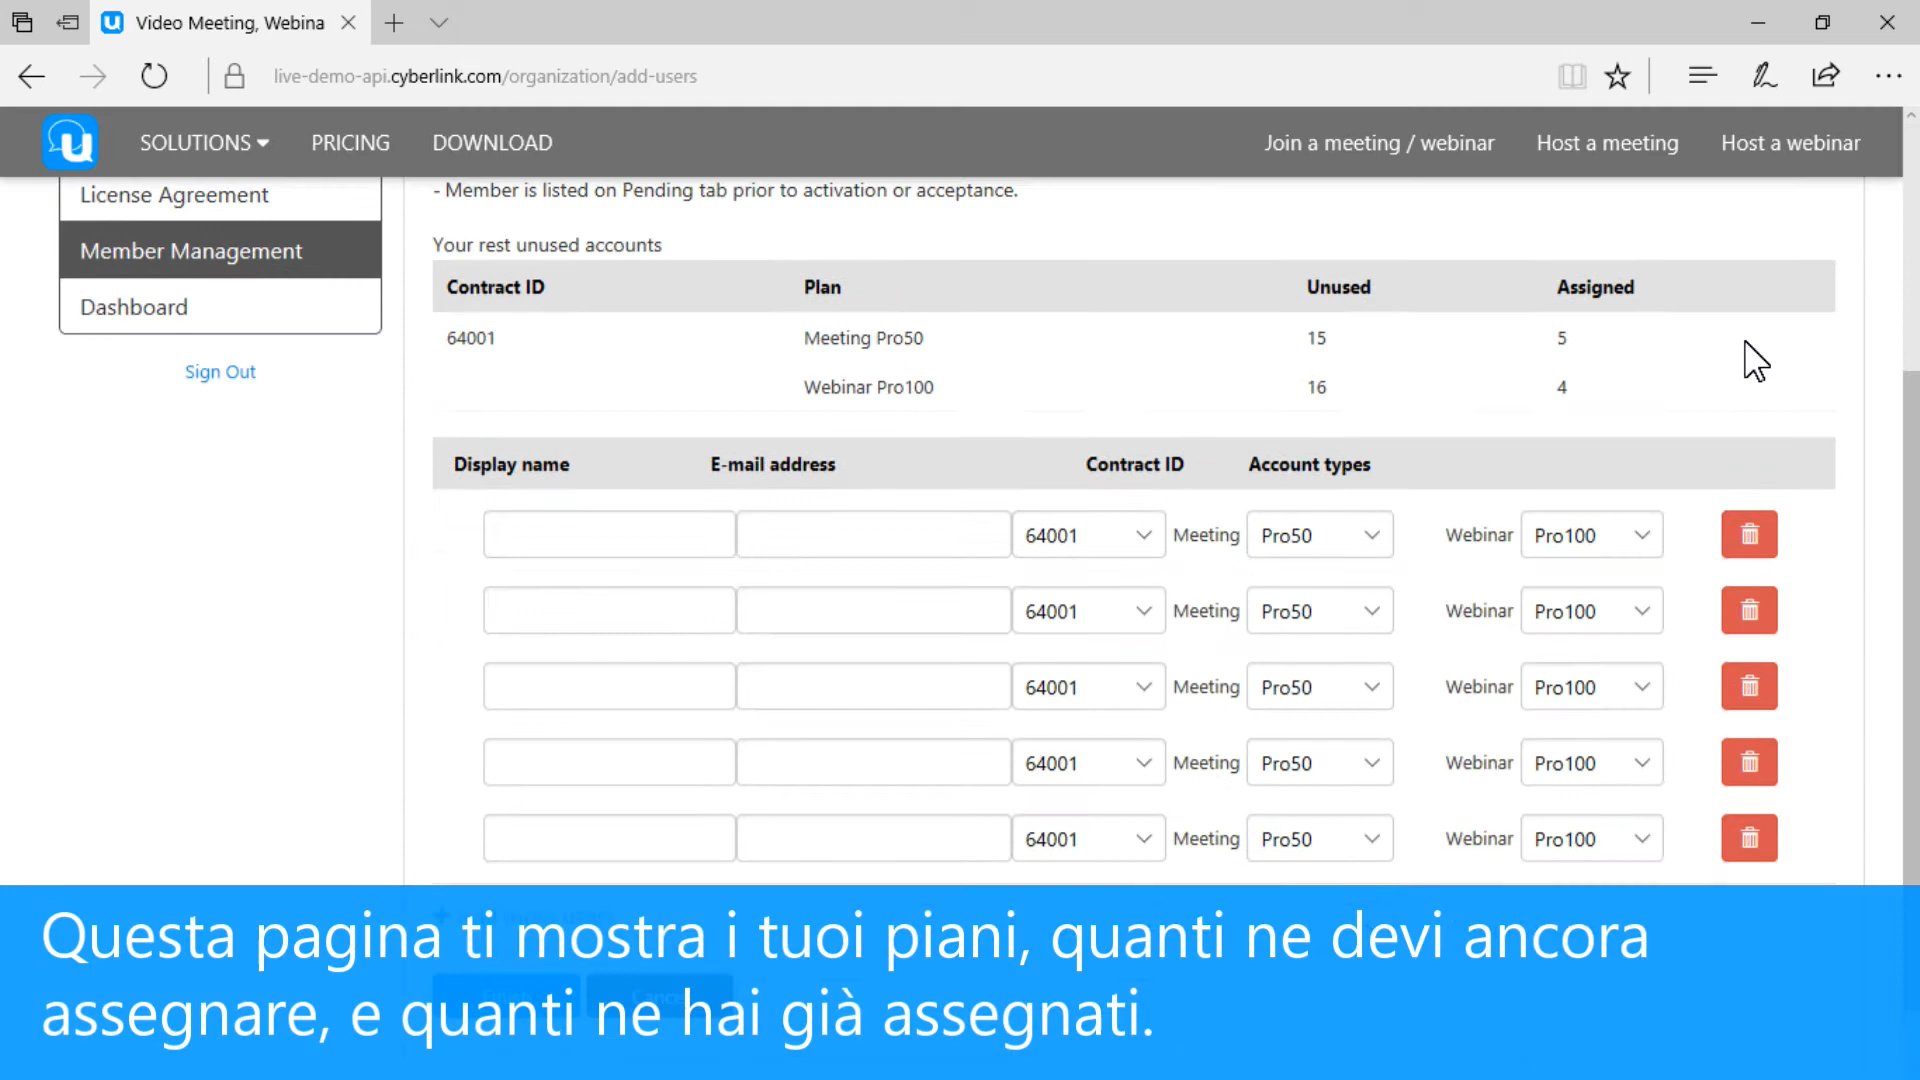 Video Meeting, Webina
live-demo-api.cyberlink.com/organization/add-users
SOLUTIONS PRICING DOWNLOAD Join a meeting / webinar Host a meeting Host a webinar
License Agreement
Member Management
Dashboard
Sign Out
- Member is listed on Pending tab prior to activation or acceptance.
Your rest unused accounts
Contract ID Plan Unused Assigned
64001 Meeting Pro50 15 5
Webinar Pro100 16 4
Display name E-mail address Contract ID Account types
64001 Meeting Pro50 Webinar Pro100
64001 Meeting Pro50 Webinar Pro100
64001 Meeting Pro50 Webinar Pro100
64001 Meeting Pro50 Webinar Pro100
64001 Meeting Pro50 Webinar Pro100
Questa pagina ti mostra i tuoi piani, quanti ne devi ancora
assegnare, e quanti ne hai già assegnati.